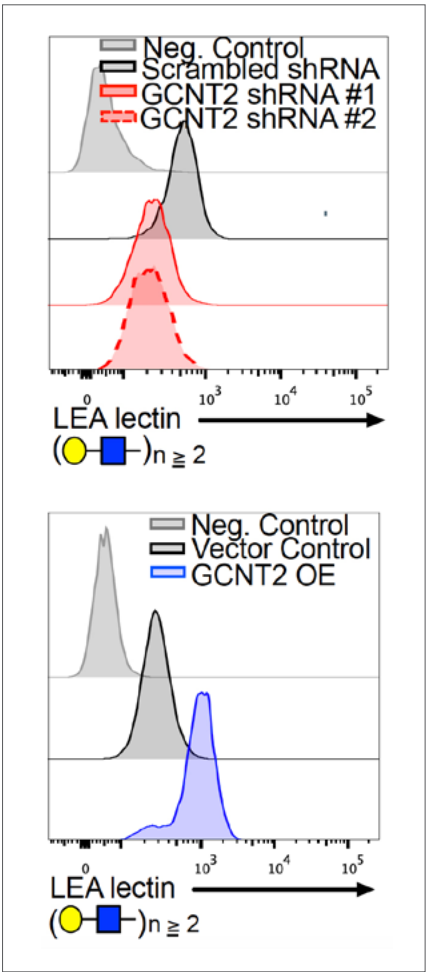 Neg. Control
Scrambled shRNA
GCNT2 shRNA #1
GCNT2 shRNA #2
0 10³ 10⁴ 10⁵
LEA lectin
( )n ≧ 2
Neg. Control
Vector Control
GCNT2 OE
0 10³ 10⁴ 10⁵
LEA lectin
( )n ≧ 2